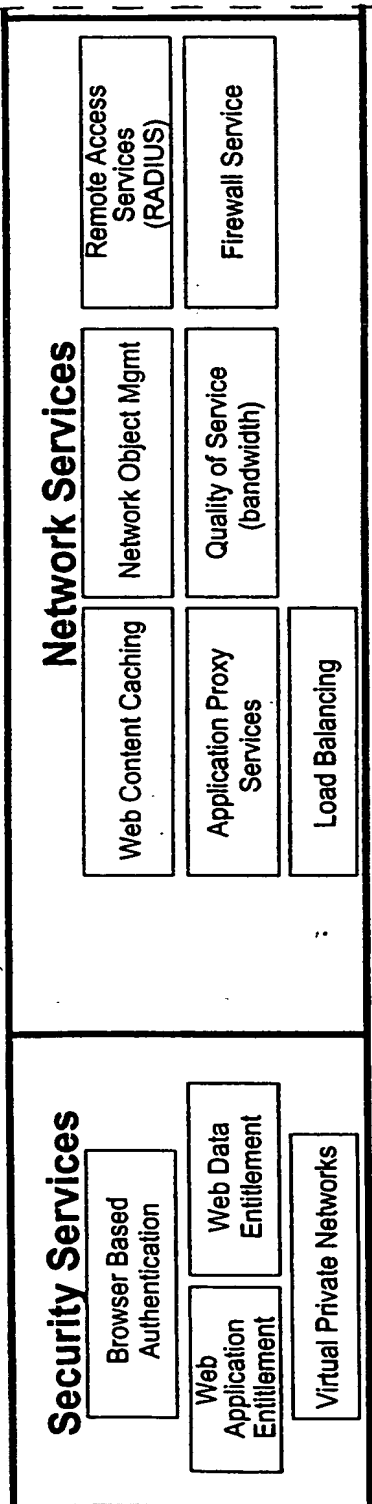 Security Services
Browser Based
Authentication
Web
Application
Entitlement
Web Data
Entitlement
Virtual Private Networks
Network Services
Web Content Caching
Network Object Mgmt
Remote Access
Services
(RADIUS)
Application Proxy
Services
Quality of Service
(bandwidth)
Firewall Service
Load Balancing